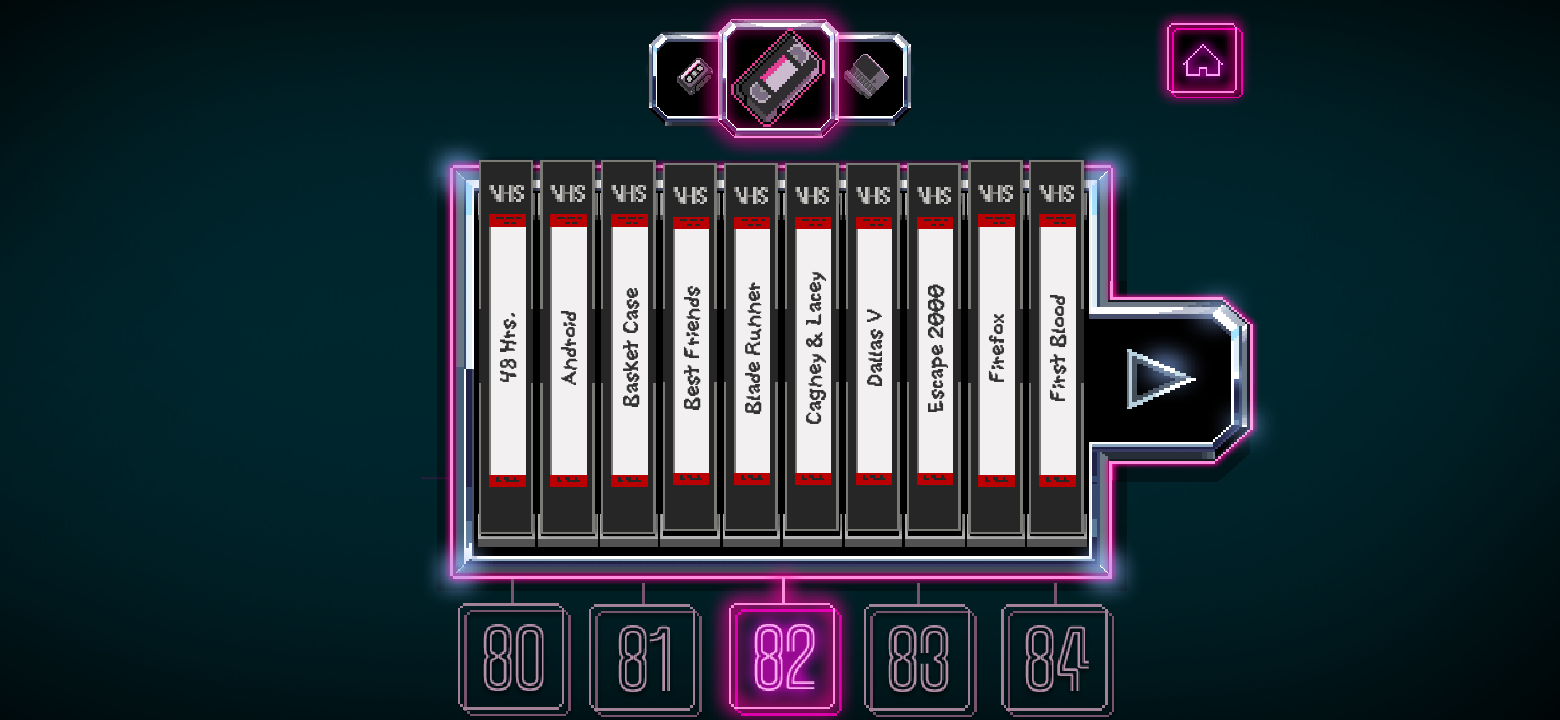 VHS
VHS
VHS
VHS
VHS
VHS
VHS
VHS
VHS
VHS
48 Hrs.
Android
Basket Case
Best Friends
Blade Runner
Cagney & Lacey
Dallas V
Escape 2000
Firefox
First Blood
80
81
82
83
84